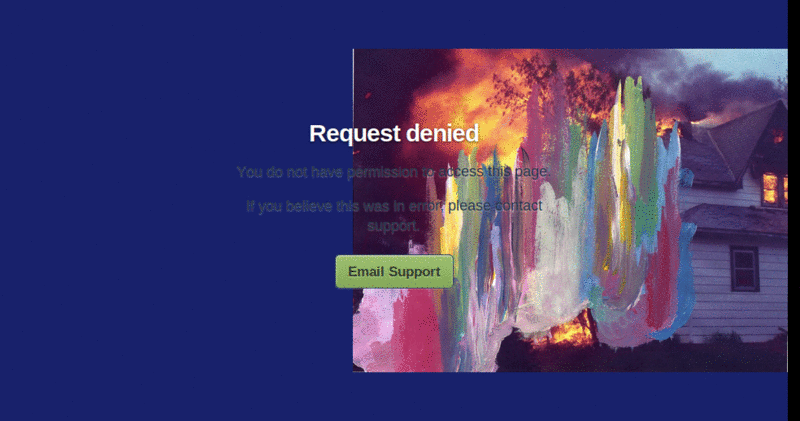 Request denied
You do not have permission to access this page.
If you believe this was in error, please contact
support.
Email Support